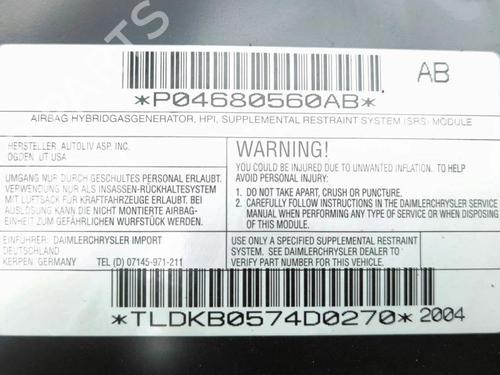 PARTS
AB
*P04680560AB*
AIRBAG HYBRIDGASGENERATOR, HPI, SUPPLEMENTAL RESTRAINT SYSTEM (SRS) MODULE
HERSTELLER: AUTOLIV ASP, INC.
OGDEN, UT USA
UMGANG NUR DURCH GESCHULTES PERSONAL ERLAUBT.
VERWENDUNG NUR ALS INSASSEN-RÜCKHALTESYSTEM
MIT LUFTSACK FÜR KRAFTFAHRZEUGE ERLAUBT. BEI
AUSLÖSUNG KANN DIE NICHT MONTIERTE AIRBAG-
EINHEIT ZUM GEFÄHRLICHEN WURFSTÜCK WERDEN.
EINFÜHRER: DAIMLERCHRYSLER IMPORT
DEUTSCHLAND
KERPEN, GERMANY TEL (D) 07145-971-211
WARNING!
YOU COULD BE INJURED DUE TO UNWANTED INFLATION. TO HELP
AVOID PERSONAL INJURY:
1. DO NOT TAKE APART, CRUSH OR PUNCTURE.
2. CAREFULLY FOLLOW INSTRUCTIONS IN THE DAIMLERCHRYSLER SERVICE
MANUAL WHEN PERFORMING ANY TYPE OF SERVICE OR WHEN
DISPOSING OF THIS MODULE.
USE ONLY A SPECIFIED SUPPLEMENTAL RESTRAINT
SYSTEM. SEE DAIMLERCHRYSLER DEALER TO
VERIFY PART NUMBER FOR THIS VEHICLE.
*TLDKB0574D0270* 2004